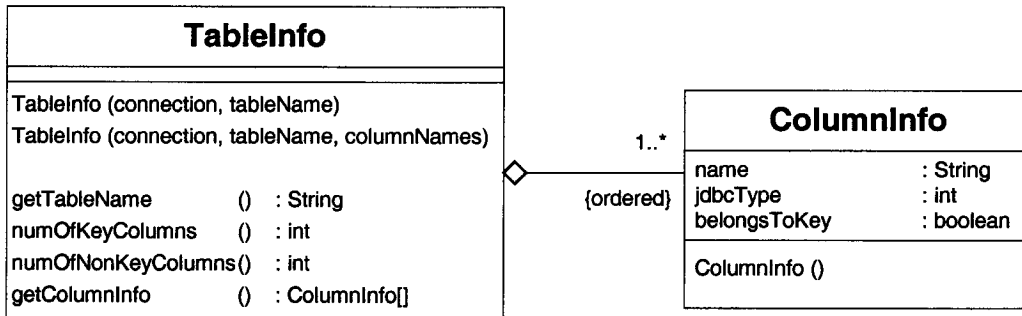 TableInfo
TableInfo (connection, tableName)
TableInfo (connection, tableName, columnNames)
getTableName () : String
numOfKeyColumns () : int
numOfNonKeyColumns() : int
getColumnInfo () : ColumnInfo[]
1..*
{ordered}
ColumnInfo
name : String
jdbcType : int
belongsToKey : boolean
ColumnInfo ()